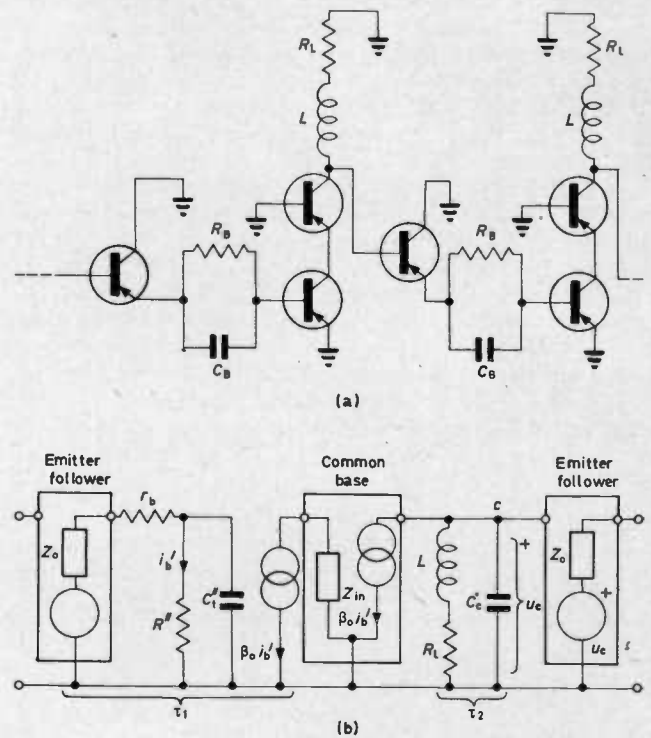 R_L
R_L
L
L
R_B
R_B
C_B
C_B
(a)
Emitter follower
Common base
Emitter follower
Z_o
r_b
i_b'
C_t''
R''
β_o i_b'
Z_in
β_o i_b'
c
L
C_c'
+
u_c
R_L
Z_o
+
u_c
τ_1
τ_2
(b)